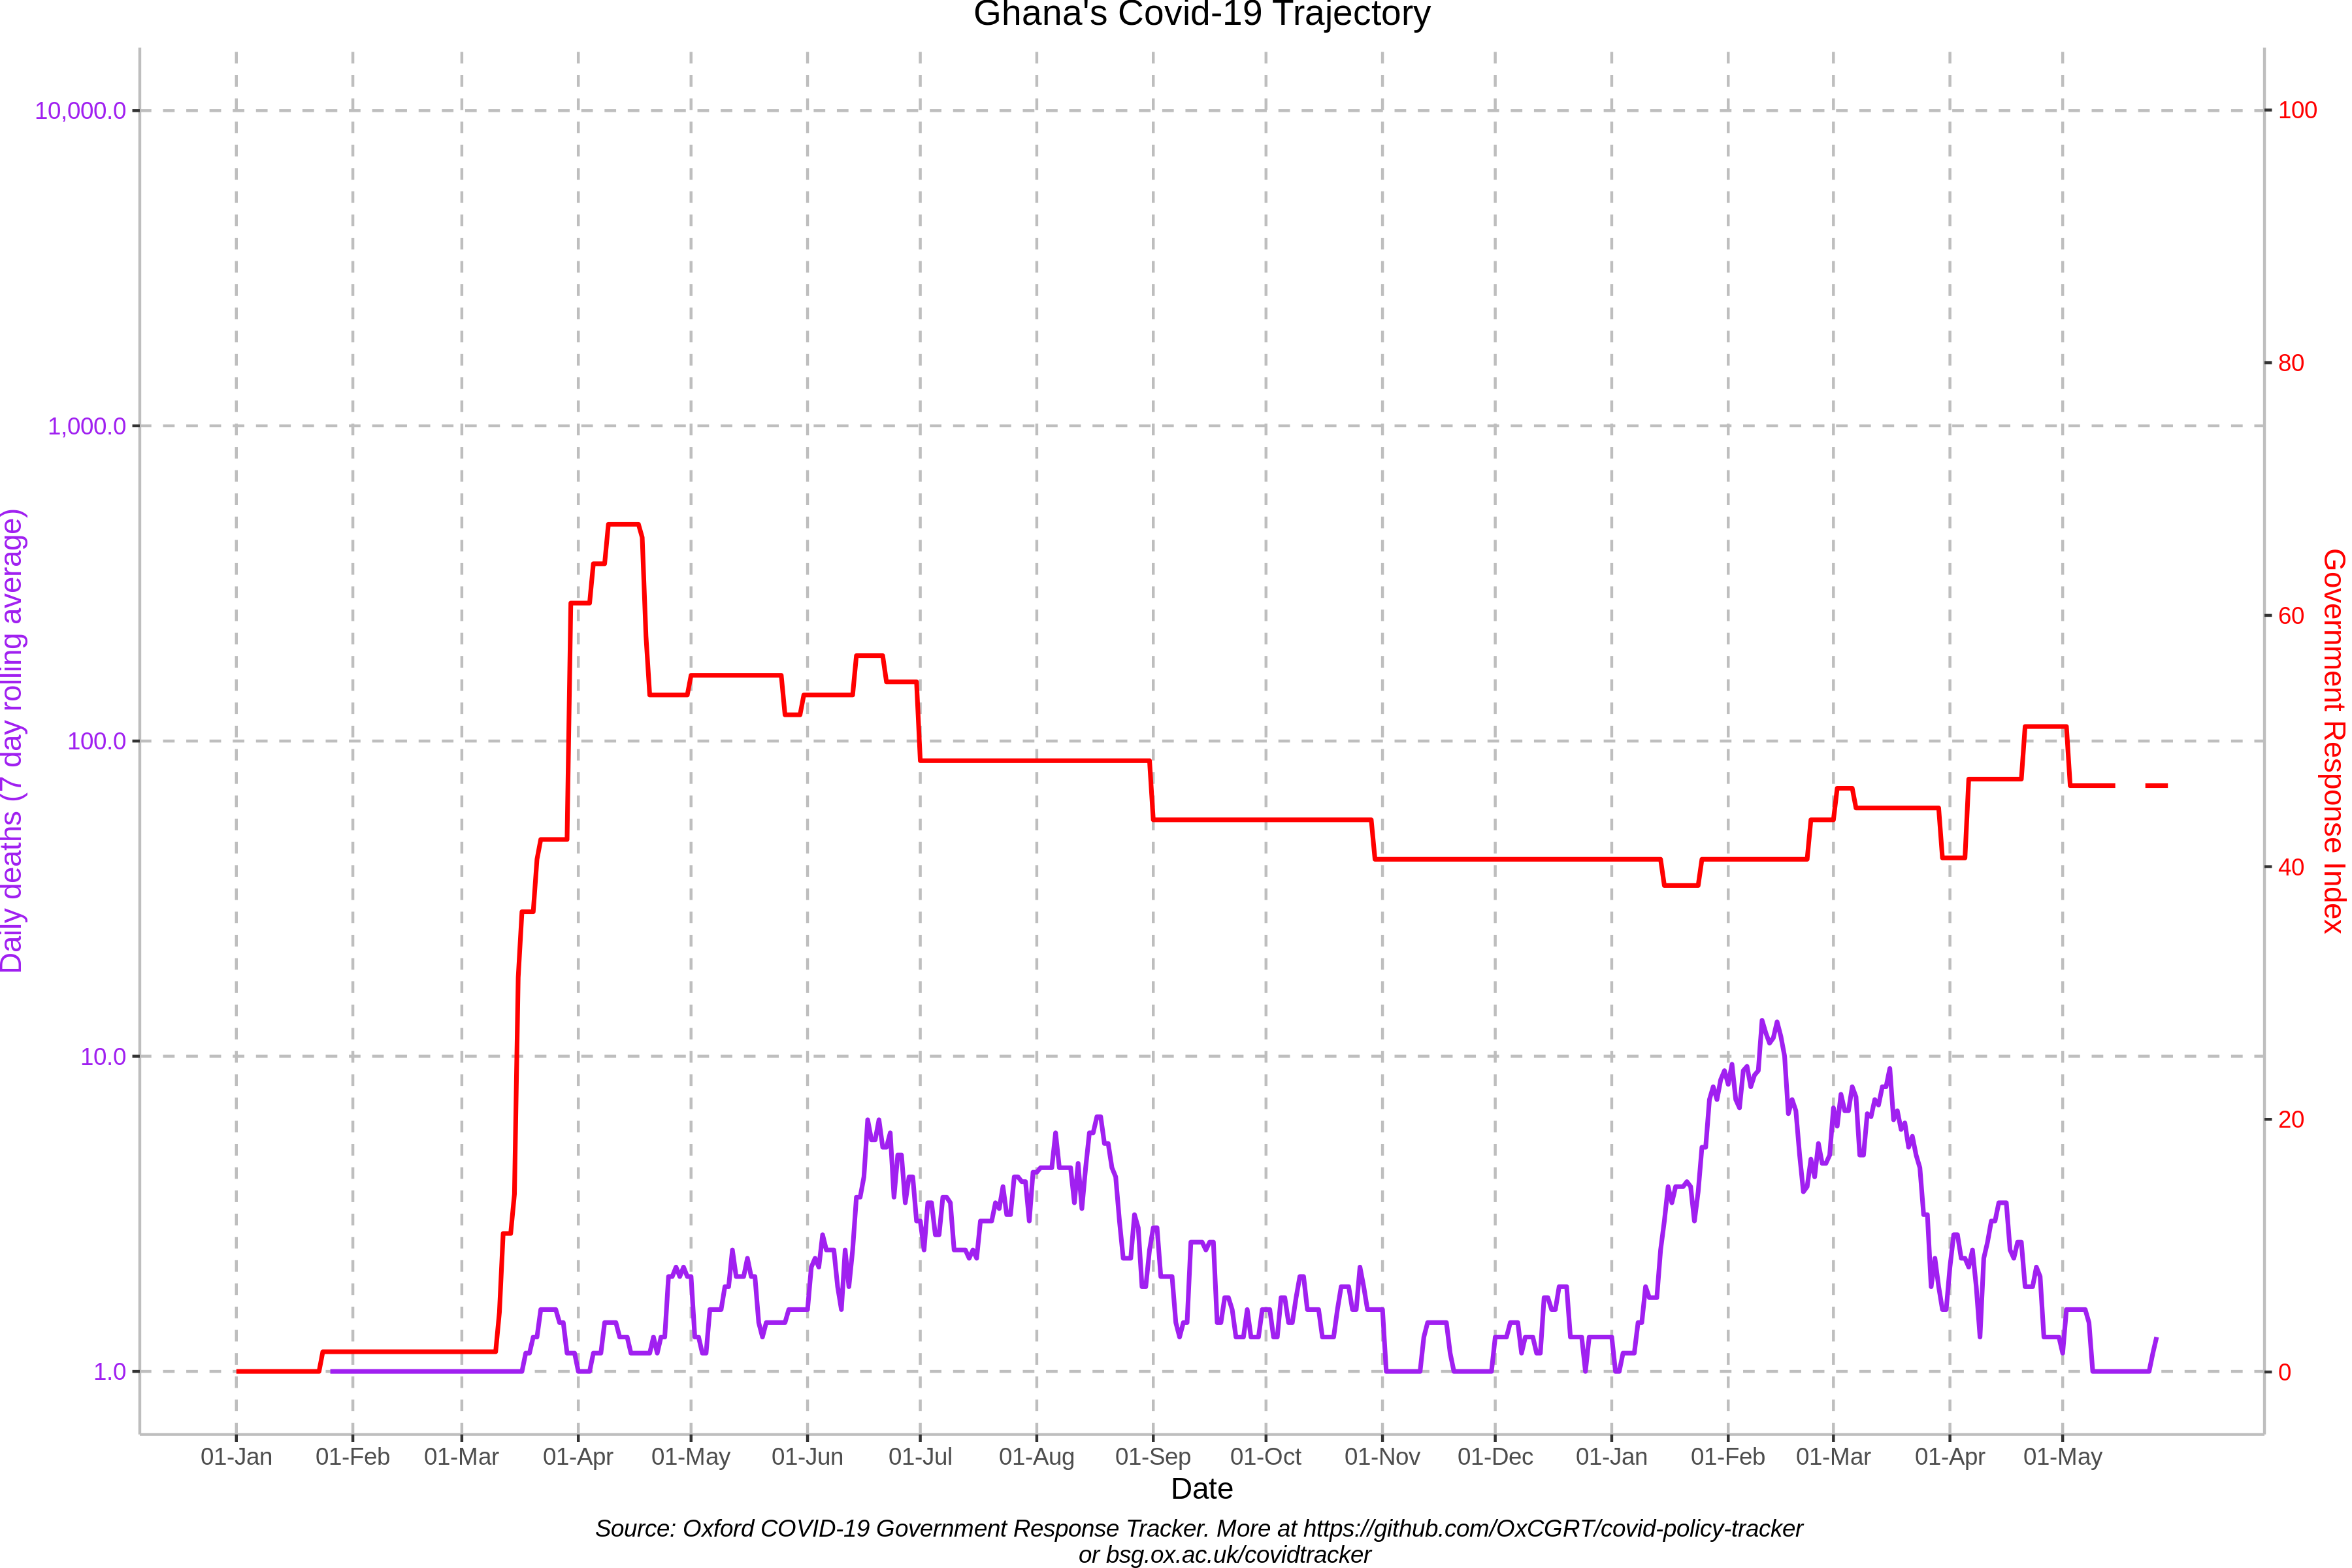 Ghana's Covid-19 Trajectory
10,000.0
1,000.0
100.0
10.0
1.0
Daily deaths (7 day rolling average)
100
80
60
40
20
0
Government Response Index
01-Jan 01-Feb 01-Mar 01-Apr 01-May 01-Jun 01-Jul 01-Aug 01-Sep 01-Oct 01-Nov 01-Dec 01-Jan 01-Feb 01-Mar 01-Apr 01-May
Date
Source: Oxford COVID-19 Government Response Tracker. More at https://github.com/OxCGRT/covid-policy-tracker
or bsg.ox.ac.uk/covidtracker